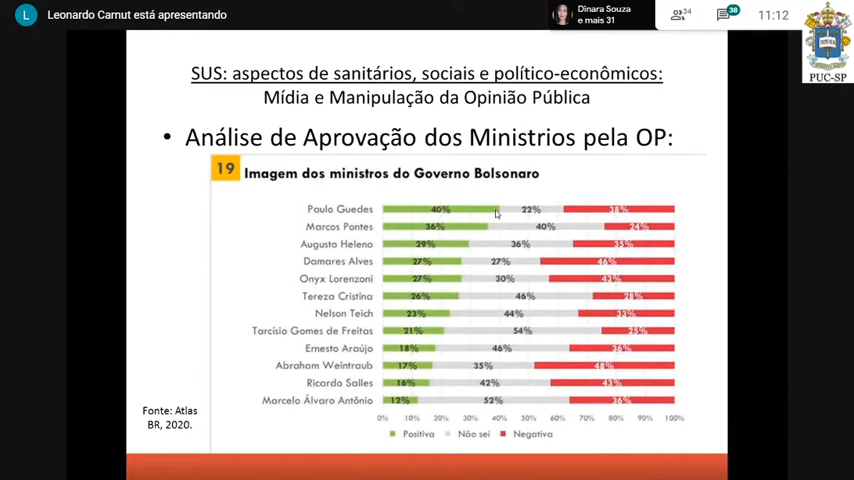 L Leonardo Carnut está apresentando
Dinara Souza
e mais 31
34
38
11:12
PUC-SP
SUS: aspectos de sanitários, sociais e político-econômicos:
Mídia e Manipulação da Opinião Pública
• Análise de Aprovação dos Ministrios pela OP:
19 Imagem dos ministros do Governo Bolsonaro
Paulo Guedes 40% 22% 38%
Marcos Pontes 36% 40% 24%
Augusto Heleno 29% 36% 35%
Damares Alves 27% 27% 46%
Onyx Lorenzoni 27% 30% 43%
Tereza Cristina 26% 46% 28%
Nelson Teich 23% 44% 33%
Tarcísio Gomes de Freitas 21% 54% 25%
Ernesto Araújo 18% 46% 36%
Abraham Weintraub 17% 35% 48%
Ricardo Salles 16% 42% 43%
Marcelo Álvaro Antônio 12% 52% 36%
0% 10% 20% 30% 40% 50% 60% 70% 80% 90% 100%
Positiva Não sei Negativa
Fonte: Atlas
BR, 2020.